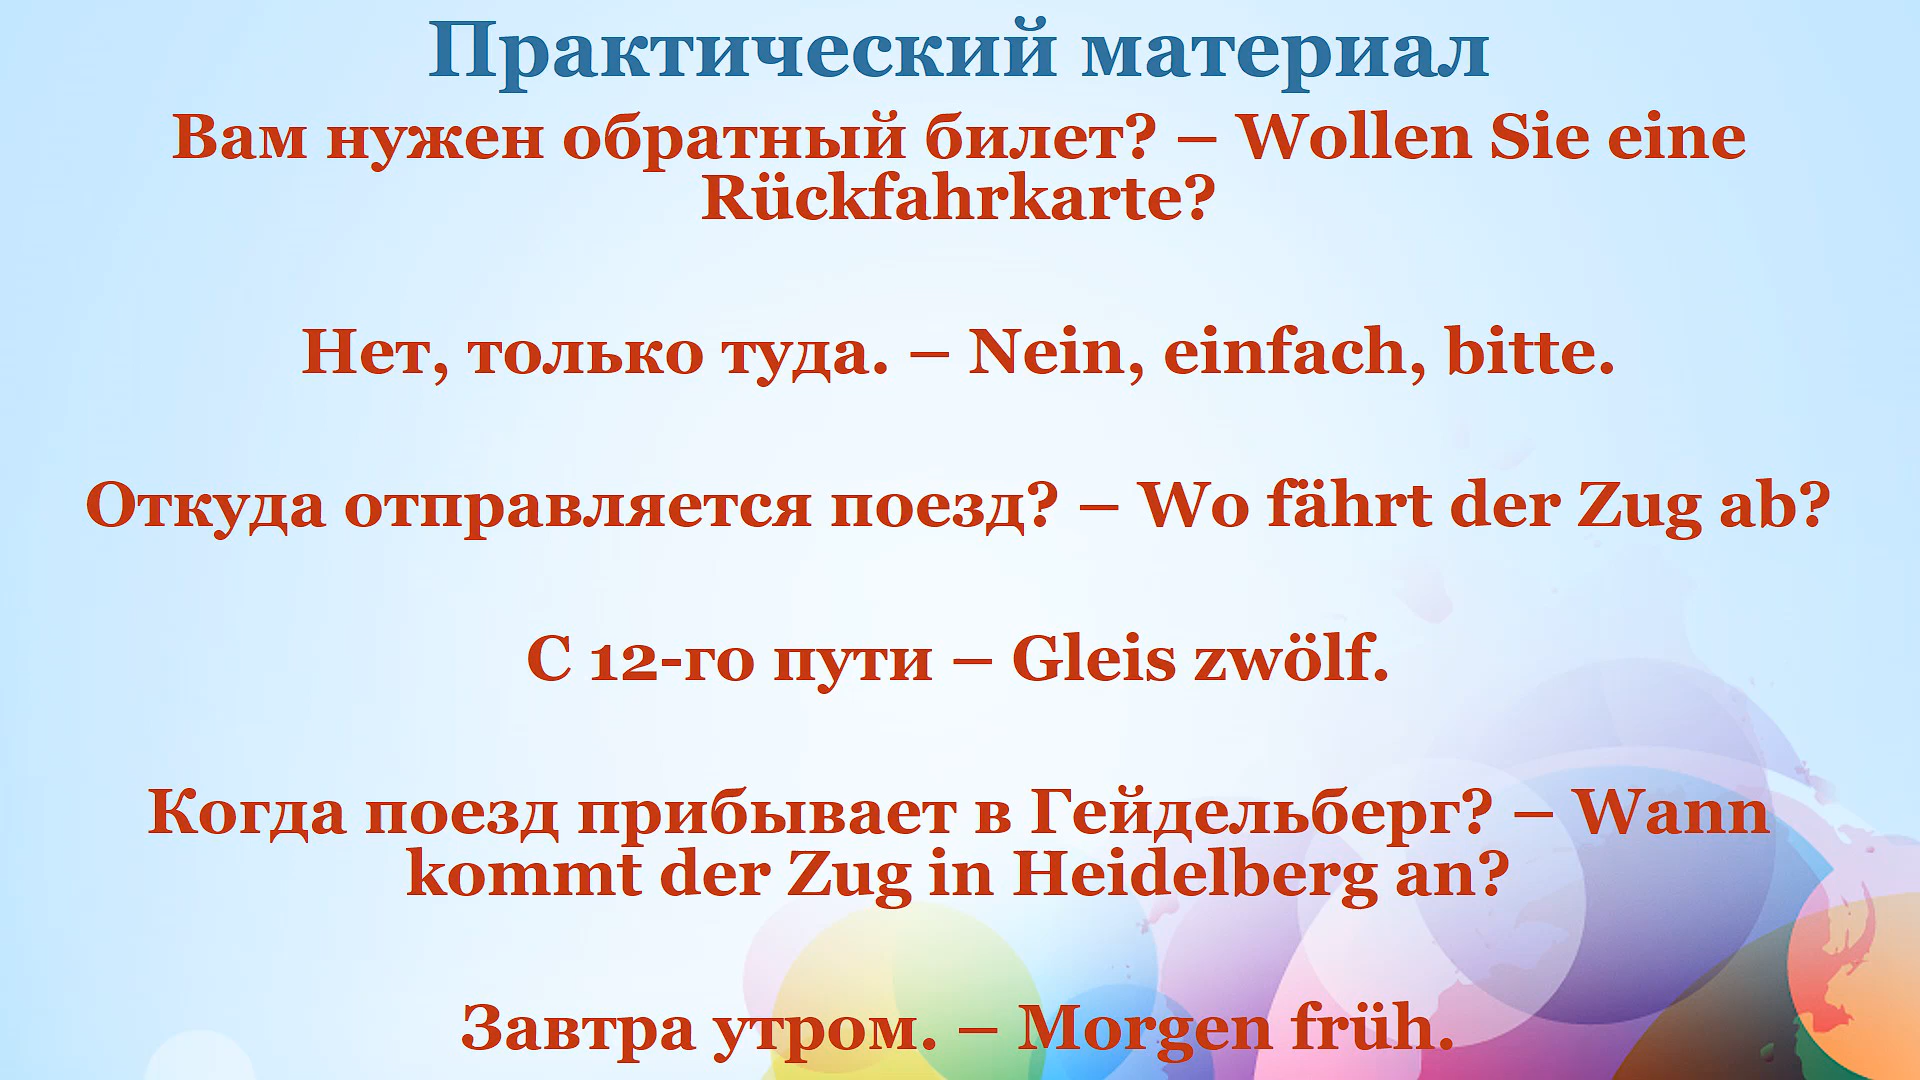 Практический материал
Вам нужен обратный билет? – Wollen Sie eine
Rückfahrkarte?
Нет, только туда. – Nein, einfach, bitte.
Откуда отправляется поезд? – Wo fährt der Zug ab?
С 12-го пути – Gleis zwölf.
Когда поезд прибывает в Гейдельберг? – Wann
kommt der Zug in Heidelberg an?
Завтра утром. – Morgen früh.